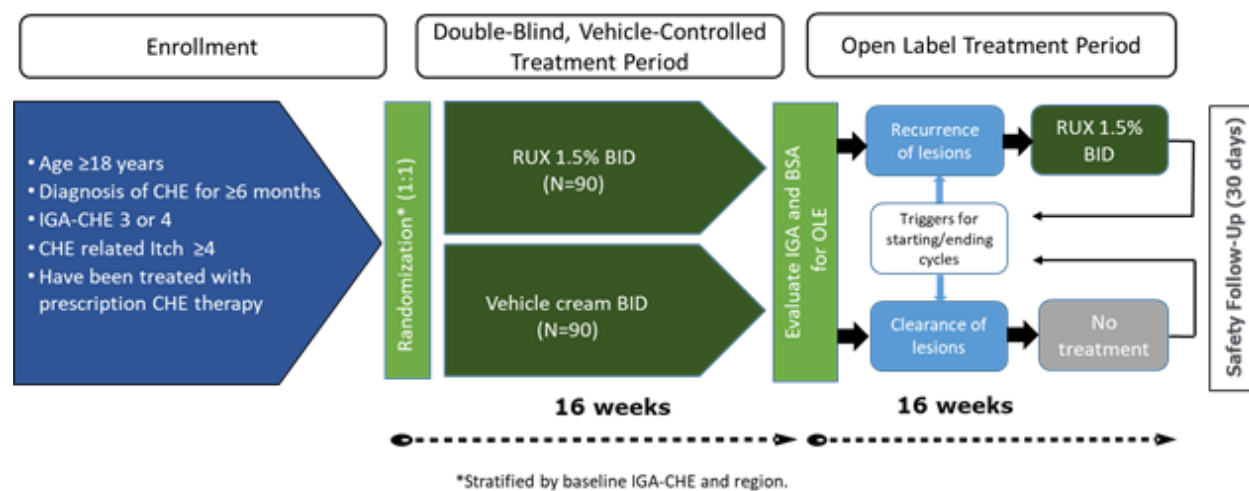 Enrollment
Double-Blind, Vehicle-Controlled
Treatment Period
Open Label Treatment Period
• Age ≥18 years
• Diagnosis of CHE for ≥6 months
• IGA-CHE 3 or 4
• CHE related Itch ≥4
• Have been treated with
prescription CHE therapy
Randomization* (1:1)
RUX 1.5% BID
(N=90)
Vehicle cream BID
(N=90)
Evaluate IGA and BSA
for OLE
Recurrence
of lesions
RUX 1.5%
BID
Triggers for
starting/ending
cycles
Clearance of
lesions
No
treatment
Safety Follow-Up (30 days)
16 weeks
16 weeks
*Stratified by baseline IGA-CHE and region.